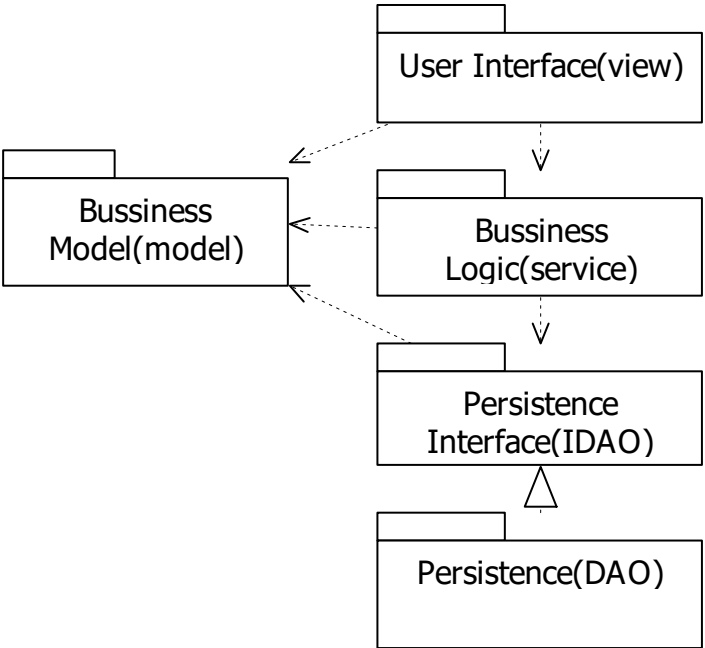 User Interface(view)
Bussiness
Model(model)
Bussiness
Logic(service)
Persistence
Interface(IDAO)
Persistence(DAO)